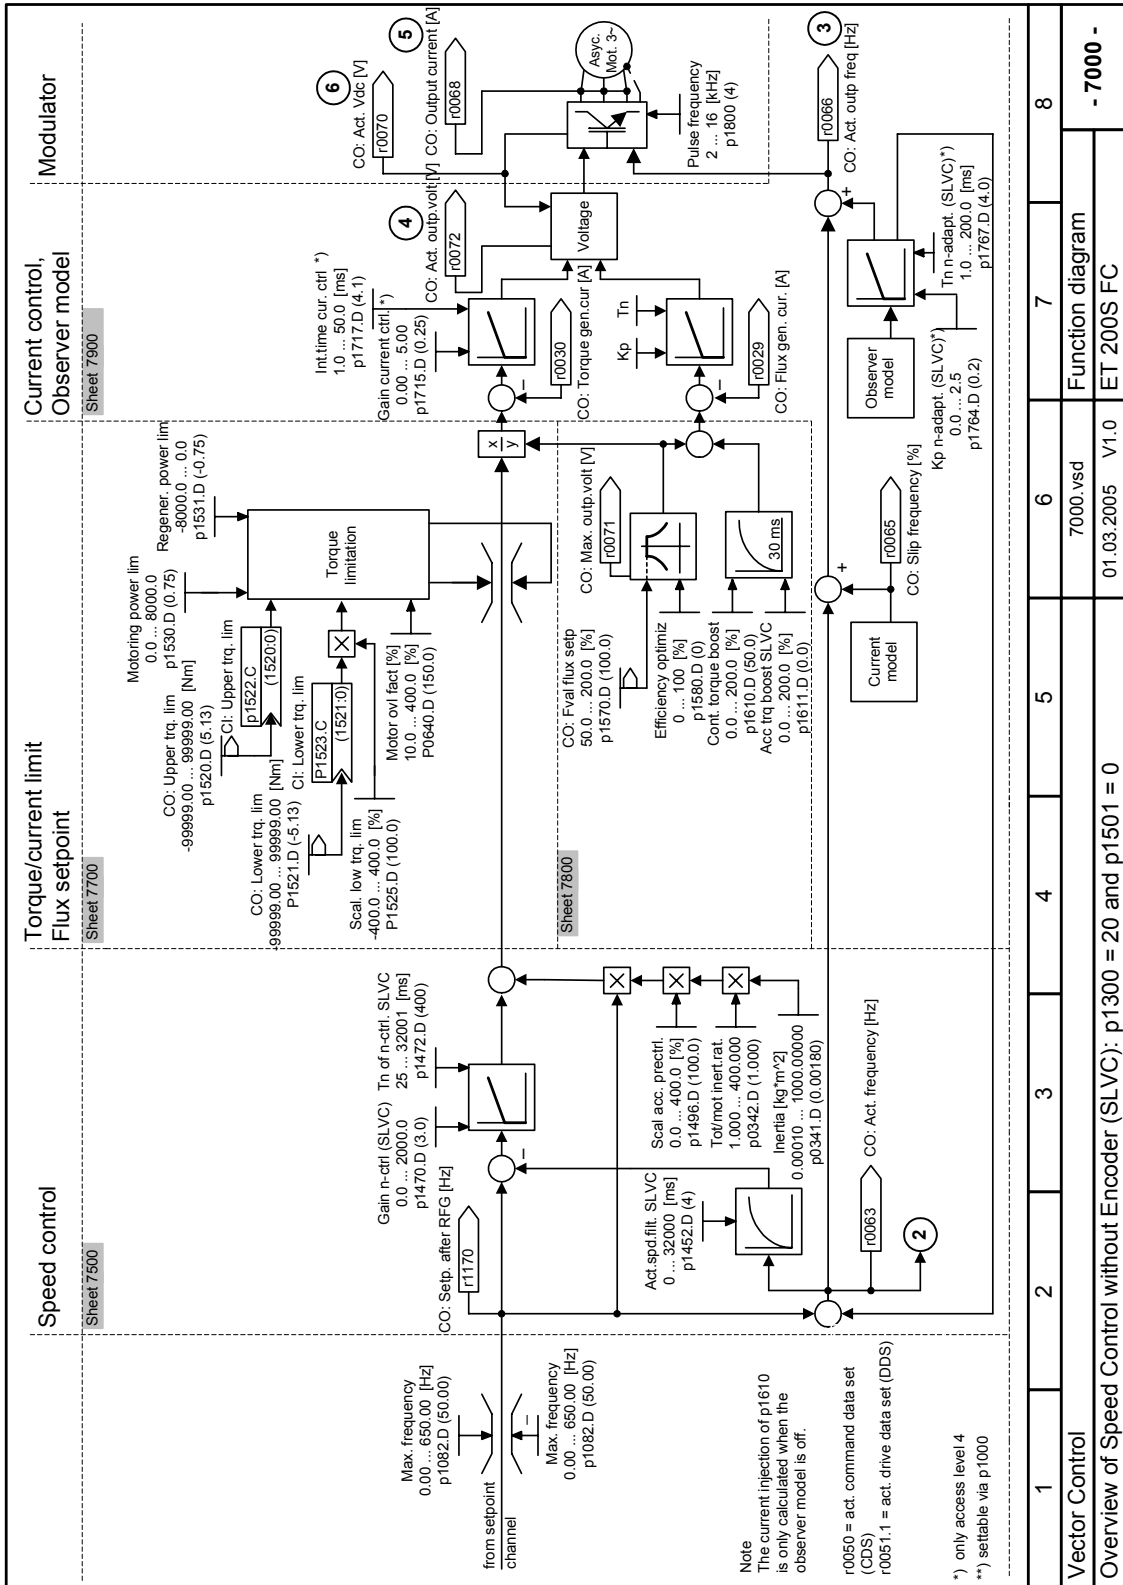 Speed control
Torque/current limit
Flux setpoint
Current control,
Observer model
Modulator
Sheet 7500
Sheet 7700
Sheet 7900
Sheet 7800
from setpoint
channel
Max. frequency
0.00 ... 650.00 [Hz]
p1082.D (50.00)
Max. frequency
0.00 ... 650.00 [Hz]
p1082.D (50.00)
–
CO: Setp. after RFG [Hz]
r1170
Gain n-ctrl (SLVC)
0.0 ... 2000.0
p1470.D (3.0)
Tn of n-ctrl. SLVC
25 ... 32001 [ms]
p1472.D (400)
–
Act.spd.filt. SLVC
0 ... 32000 [ms]
p1452.D (4)
Scal acc. prectrl.
0.0 ... 400.0 [%]
p1496.D (100.0)
Tot/mot inert.rat.
1.000 ... 400.000
p0342.D (1.000)
Inertia [kg*m^2]
0.00010 ... 1000.00000
p0341.D (0.00180)
r0063
CO: Act. frequency [Hz]
2
CO: Upper trq. lim
-99999.00 ... 99999.00 [Nm]
p1520.D (5.13)
CI: Upper trq. lim
p1522.C
(1520:0)
CO: Lower trq. lim
-99999.00 ... 99999.00 [Nm]
P1521.D (-5.13)
CI: Lower trq. lim
P1523.C
(1521:0)
Scal. low trq. lim
-400.0 ... 400.0 [%]
P1525.D (100.0)
Motor ovl fact [%]
10.0 ... 400.0 [%]
P0640.D (150.0)
Motoring power lim
0.0 ... 8000.0
p1530.D (0.75)
Regener. power lim
-8000.0 ... 0.0
p1531.D (-0.75)
Torque
limitation
x
y
CO: Fval flux setp
50.0 ... 200.0 [%]
p1570.D (100.0)
CO: Max. outp.volt [V]
r0071
Efficiency optimiz
0 ... 100 [%]
p1580.D (0)
Cont. torque boost
0.0 ... 200.0 [%]
p1610.D (50.0)
Acc trq boost SLVC
0.0 ... 200.0 [%]
p1611.D (0.0)
30 ms
Current
model
+
r0065
CO: Slip frequency [%]
Int.time cur. ctrl *)
1.0 ... 50.0 [ms]
p1717.D (4.1)
Gain current ctrl. *)
0.00 ... 5.00
p1715.D (0.25)
–
r0030
CO: Torque gen.cur [A]
Kp
Tn
–
r0029
CO: Flux gen. cur. [A]
Voltage
4
CO: Act. outp.volt [V]
r0072
6
CO: Act. Vdc [V]
r0070
5
CO: Output current [A]
r0068
Asyc.
Mot. 3~
Pulse frequency
2 ... 16 [kHz]
p1800 (4)
3
r0066
CO: Act. outp freq [Hz]
+
Observer
model
Kp n-adapt. (SLVC)*)
0.0 ... 2.5
p1764.D (0.2)
Tn n-adapt. (SLVC)*)
1.0 ... 200.0 [ms]
p1767.D (4.0)
Note
The current injection of p1610
is only calculated when the
observer model is off.
r0050 = act. command data set
(CDS)
r0051.1 = act. drive data set (DDS)
*) only access level 4
**) settable via p1000
1 2 3 4 5 6 7 8
Vector Control
7000.vsd
Function diagram
- 7000 -
Overview of Speed Control without Encoder (SLVC): p1300 = 20 and p1501 = 0
01.03.2005 V1.0
ET 200S FC